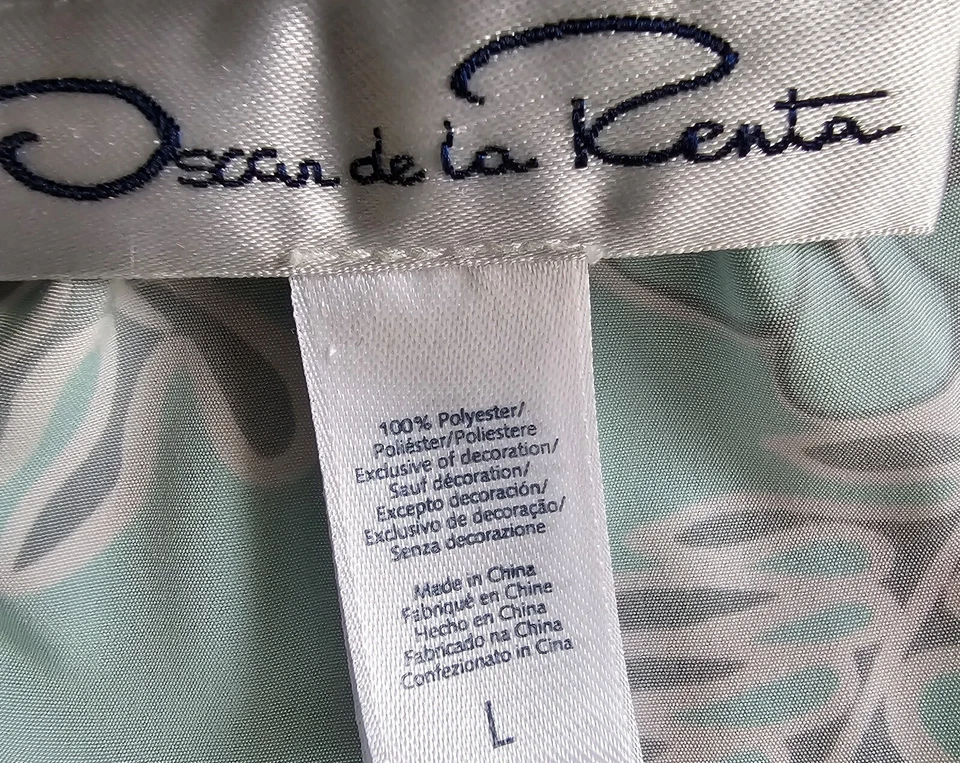 Oscar de la Renta
100% Polyester/
Poliéster/Poliestere
Exclusive of decoration/
Sauf décoration/
Excepto decoración/
Exclusivo de decoração/
Senza decorazione
Made in China
Fabriqué en Chine
Hecho en China
Fabricado na China
Confezionato in Cina
L